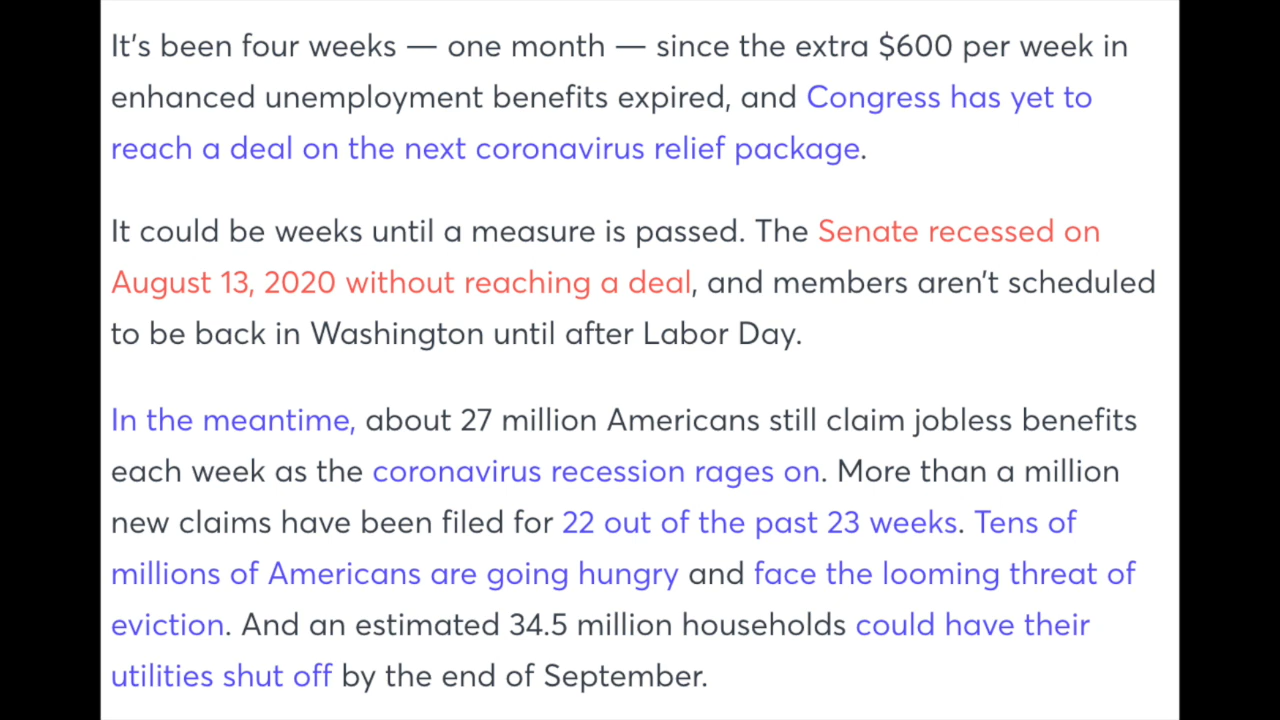 It’s been four weeks — one month — since the extra $600 per week in
enhanced unemployment benefits expired, and Congress has yet to
reach a deal on the next coronavirus relief package.
It could be weeks until a measure is passed. The Senate recessed on
August 13, 2020 without reaching a deal, and members aren’t scheduled
to be back in Washington until after Labor Day.
In the meantime, about 27 million Americans still claim jobless benefits
each week as the coronavirus recession rages on. More than a million
new claims have been filed for 22 out of the past 23 weeks. Tens of
millions of Americans are going hungry and face the looming threat of
eviction. And an estimated 34.5 million households could have their
utilities shut off by the end of September.